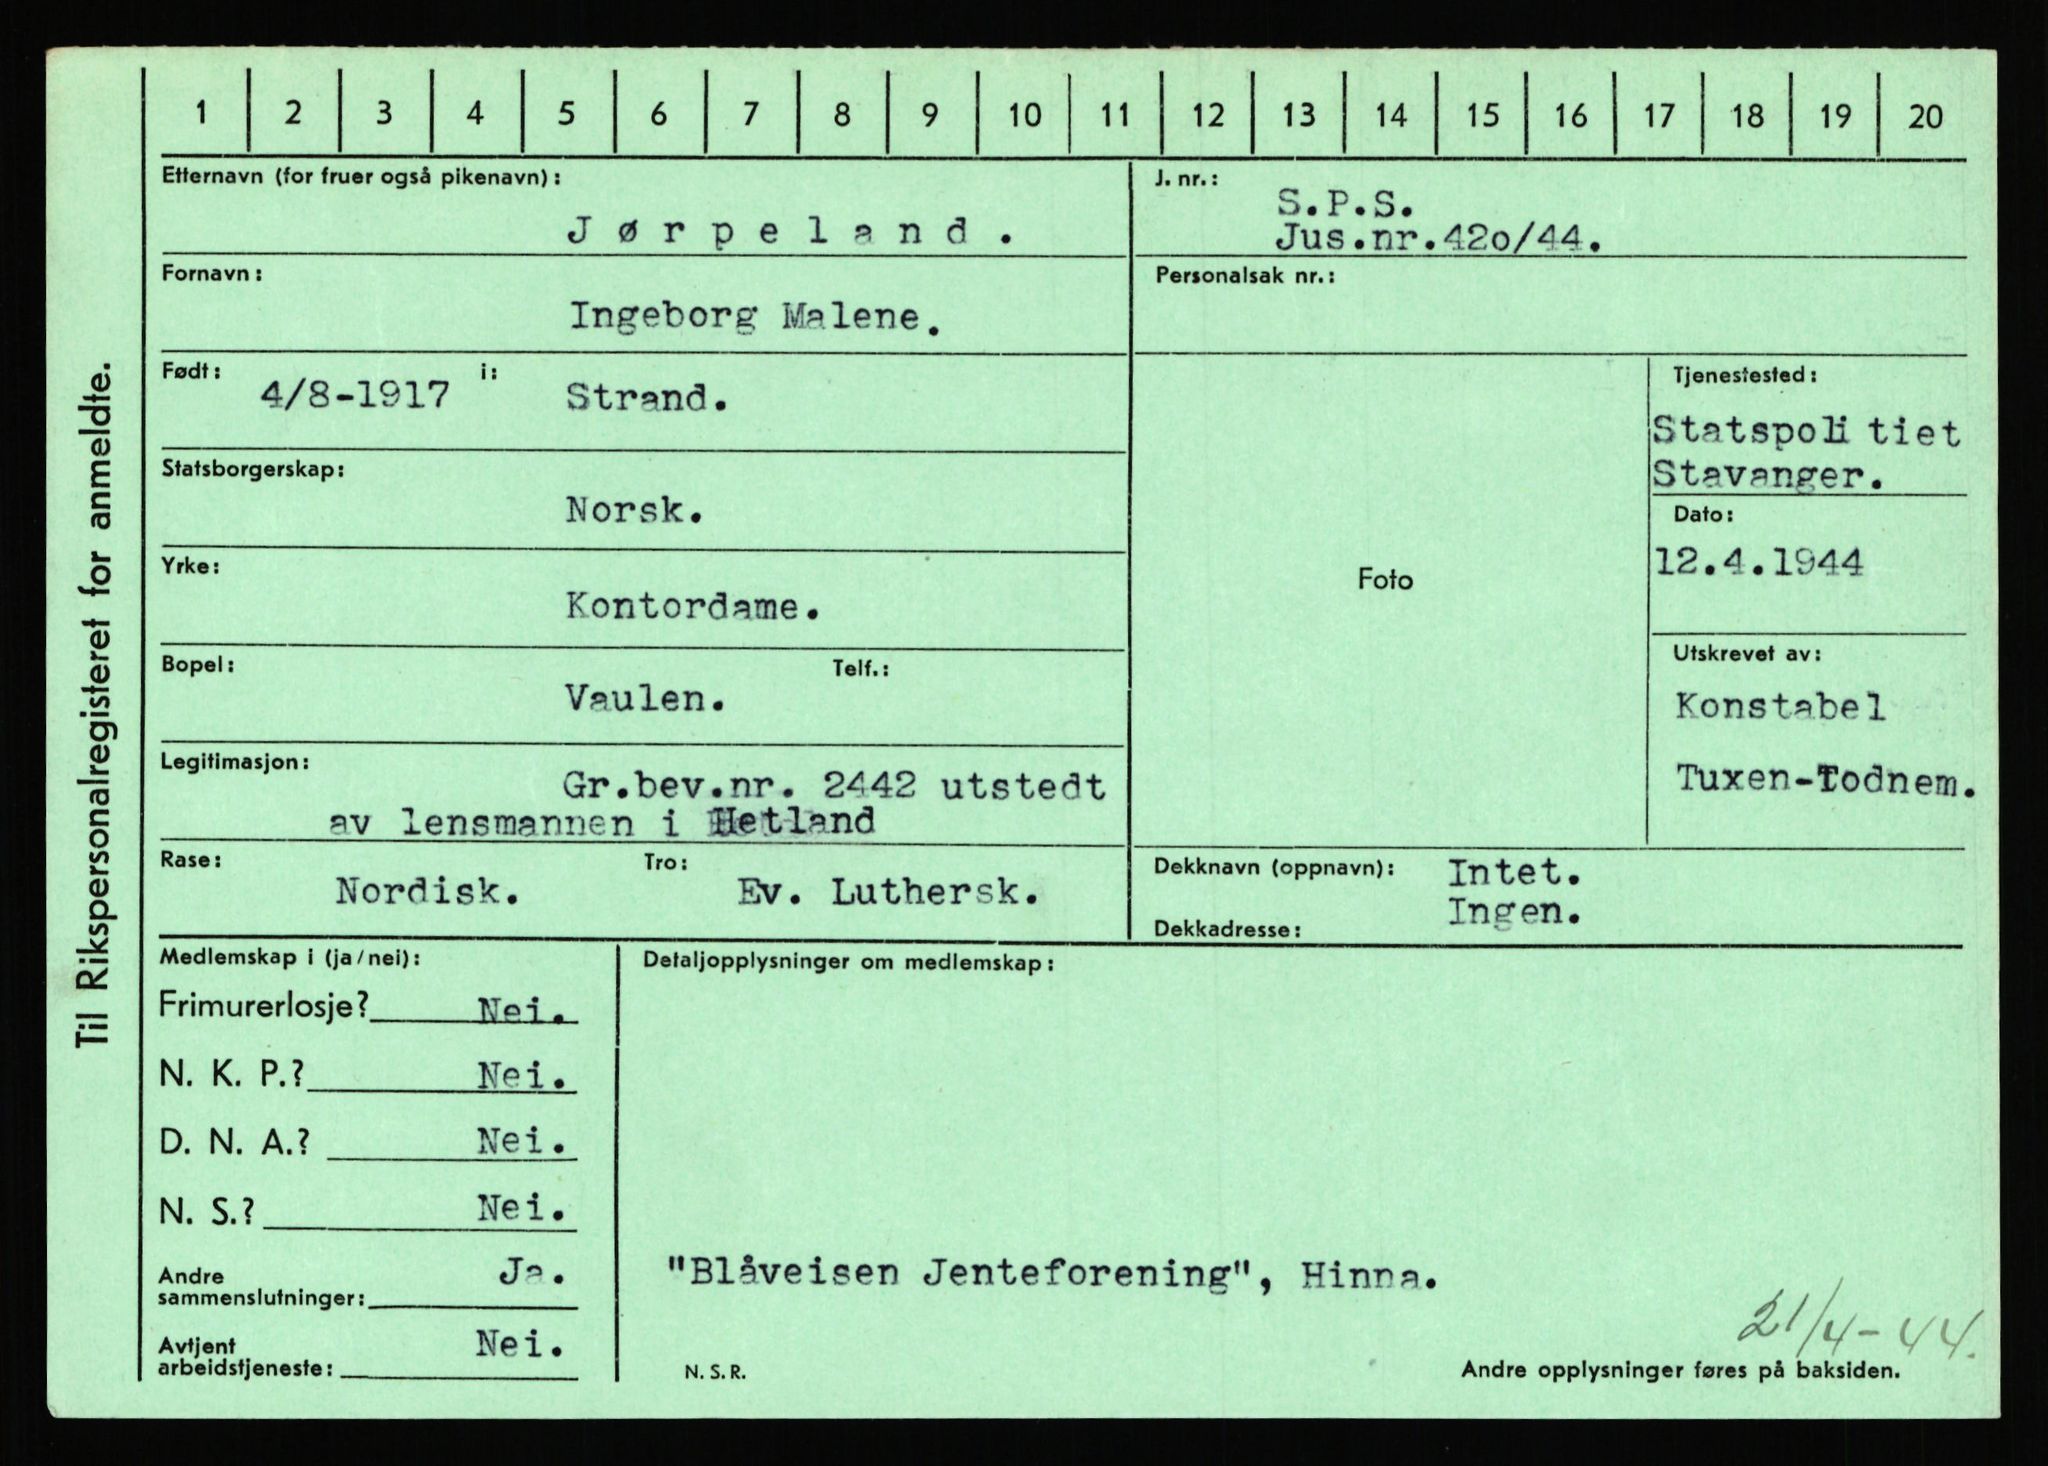 1 2 3 4 5 6 7 8 9 10 11 12 13 14 15 16 17 18 19 20
Til Rikspersonalregisteret for anmeldte.
Etternavn (for fruer også pikenavn):
Jørpeland.
J. nr.:
S.P.S.
Jus.nr.42o/44.
Fornavn:
Ingeborg Malene.
Personalsak nr.:
Født: 4/8-1917 i: Strand.
Statsborgerskap:
Norsk.
Yrke:
Kontordame.
Bopel: Telf.:
Vaulen.
Legitimasjon:
Gr.bev.nr. 2442 utstedt
av lensmannen i Hetland
Rase: Tro:
Nordisk. Ev. Luthersk.
Foto
Tjenestested:
Statspolitiet
Stavanger.
Dato:
12.4.1944
Utskrevet av:
Konstabel
Tuxen-Todnem.
Dekknavn (oppnavn): Intet.
Dekkadresse: Ingen.
Medlemskap i (ja/nei):
Frimurerlosje? Nei.
N. K. P.? Nei.
D. N. A.? Nei.
N. S.? Nei.
Andre
sammenslutninger: Ja.
Avtjent
arbeidstjeneste: Nei.
Detaljopplysninger om medlemskap:
"Blåveisen Jenteforening", Hinna.
21/4-44.
N. S. R.
Andre opplysninger føres på baksiden.